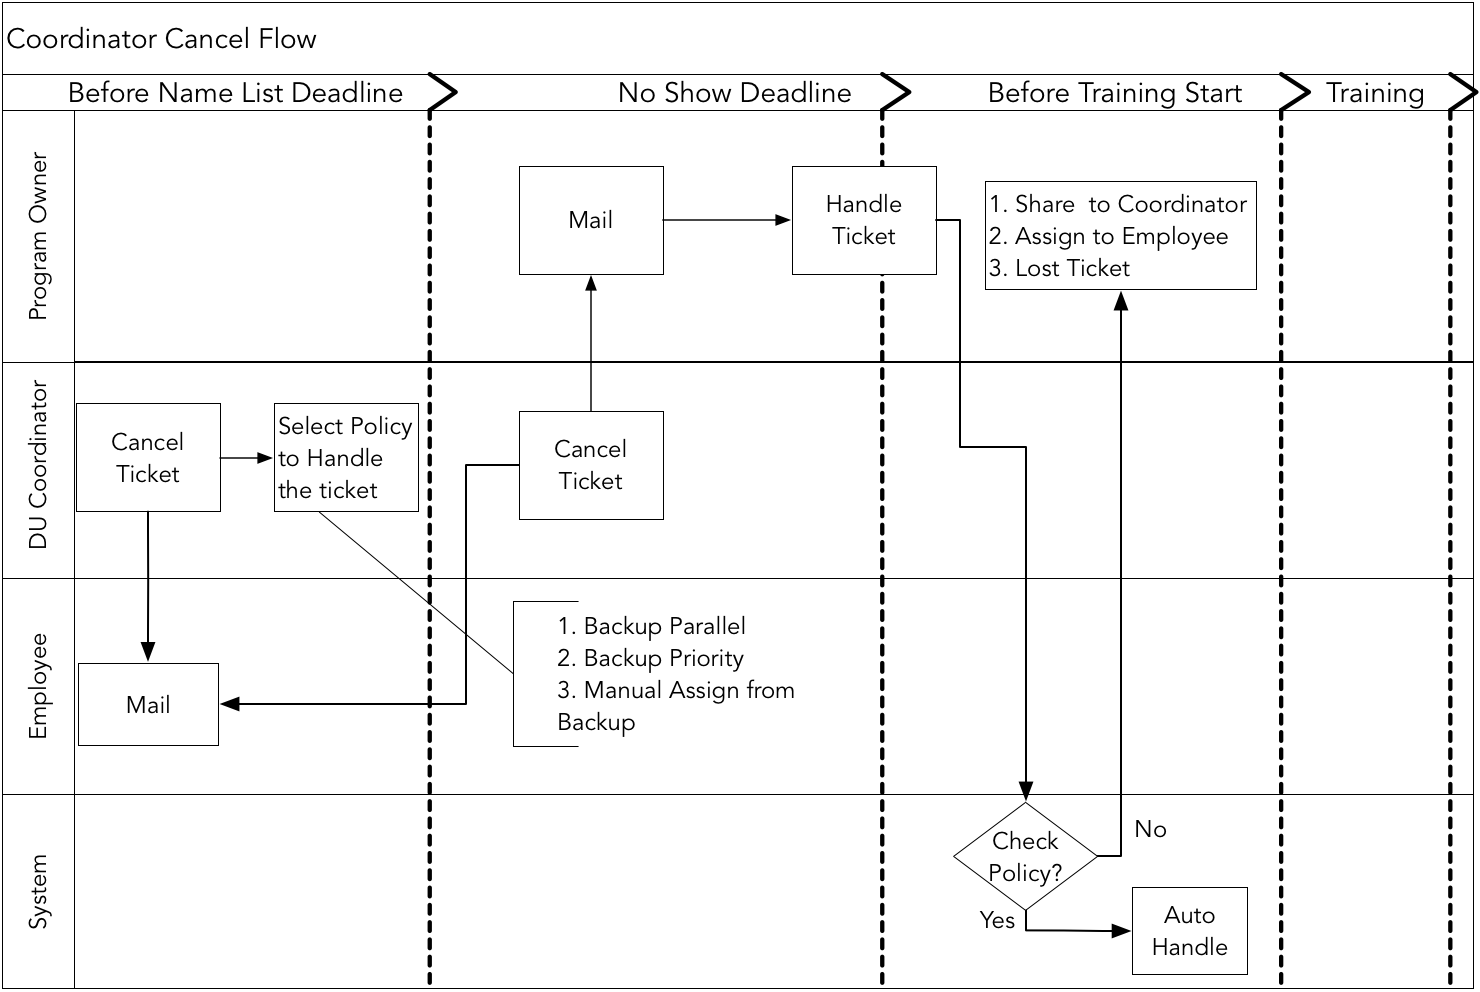 Coordinator Cancel Flow
Before Name List Deadline
No Show Deadline
Before Training Start
Training
Program Owner
Mail
Handle
Ticket
1. Share  to Coordinator
2. Assign to Employee
3. Lost Ticket
DU Coordinator
Cancel
Ticket
Select Policy
to Handle
the ticket
Cancel
Ticket
Employee
Mail
1. Backup Parallel
2. Backup Priority
3. Manual Assign from
Backup
System
Check
Policy?
No
Yes
Auto
Handle